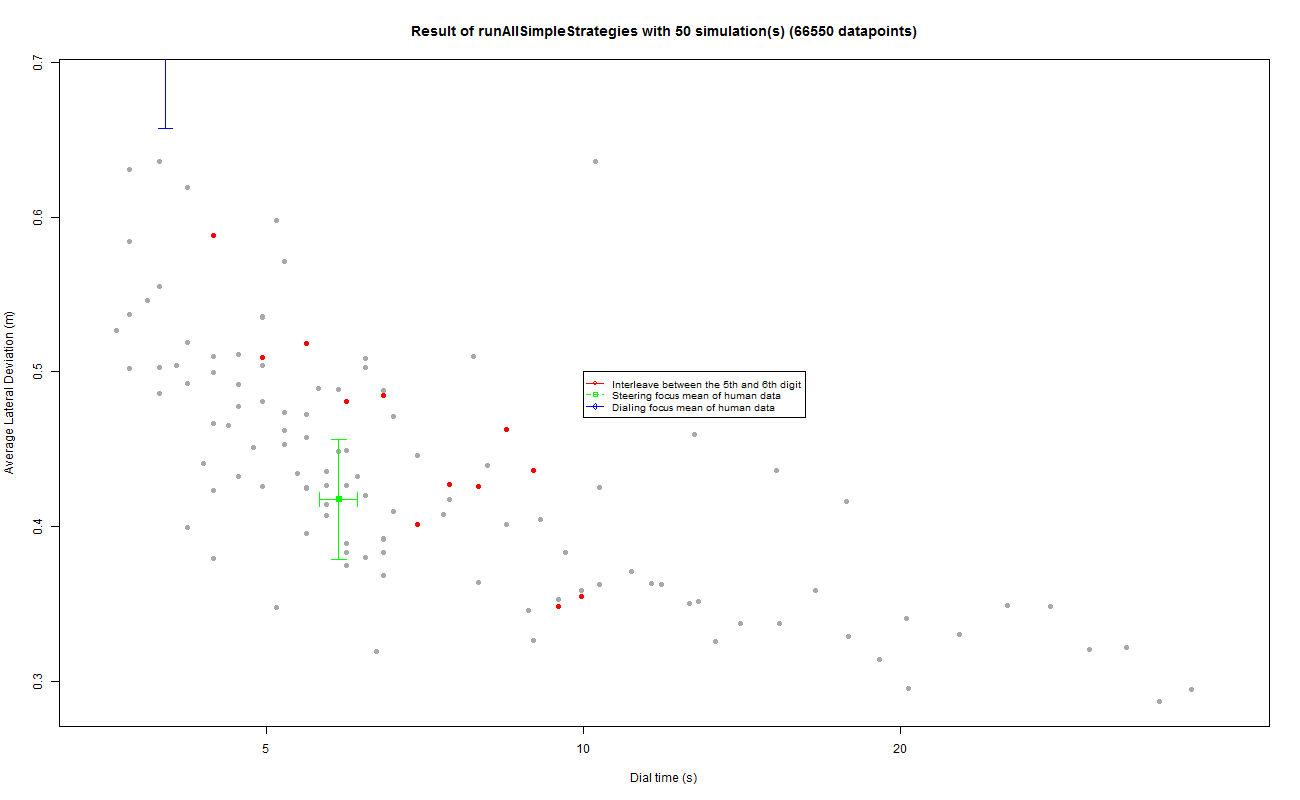 Result of runAllSimpleStrategies with 50 simulation(s) (66550 datapoints)
0.7
0.6
0.5
0.4
0.3
Average Lateral Deviation (m)
Interleave between the 5th and 6th digit
Steering focus mean of human data
Dialing focus mean of human data
5
10
20
Dial time (s)